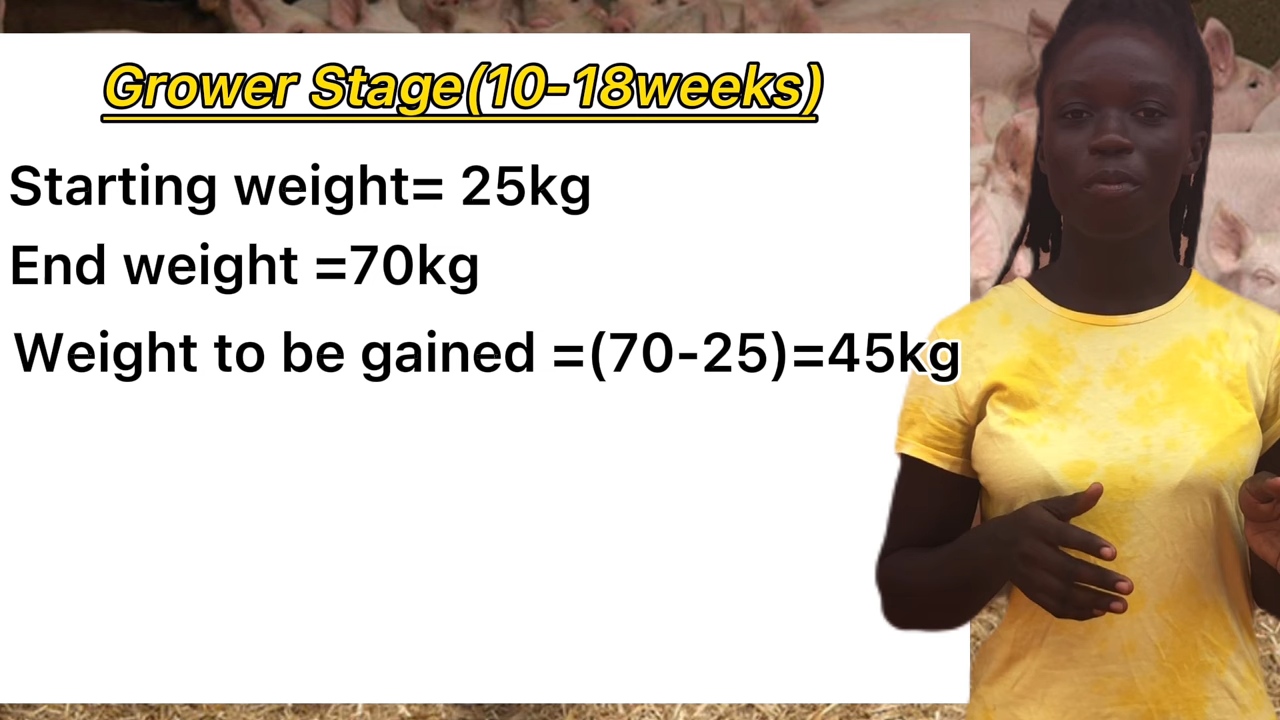 Grower Stage(10-18weeks)
Starting weight= 25kg
End weight =70kg
Weight to be gained =(70-25)=45kg